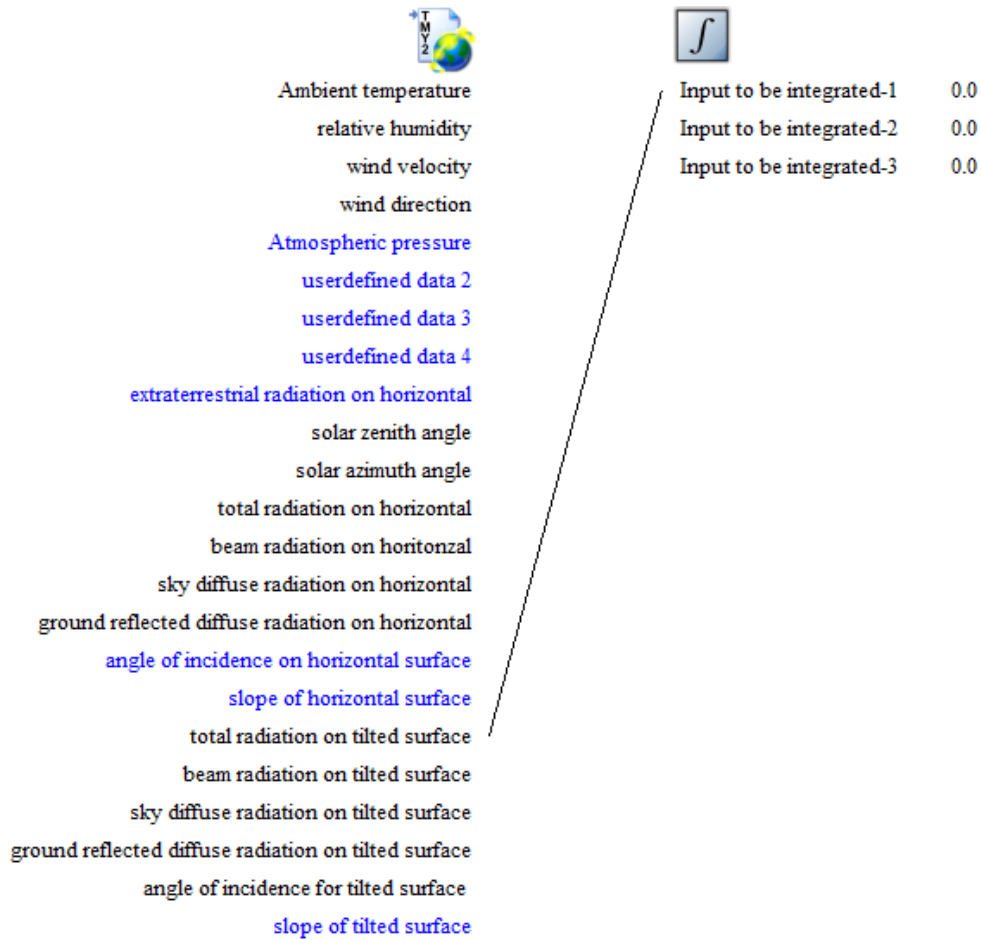 TMY2
Ambient temperature
relative humidity
wind velocity
wind direction
Atmospheric pressure
userdefined data 2
userdefined data 3
userdefined data 4
extraterrestrial radiation on horizontal
solar zenith angle
solar azimuth angle
total radiation on horizontal
beam radiation on horitonzal
sky diffuse radiation on horizontal
ground reflected diffuse radiation on horizontal
angle of incidence on horizontal surface
slope of horizontal surface
total radiation on tilted surface
beam radiation on tilted surface
sky diffuse radiation on tilted surface
ground reflected diffuse radiation on tilted surface
angle of incidence for tilted surface
slope of tilted surface
∫
Input to be integrated-1 0.0
Input to be integrated-2 0.0
Input to be integrated-3 0.0